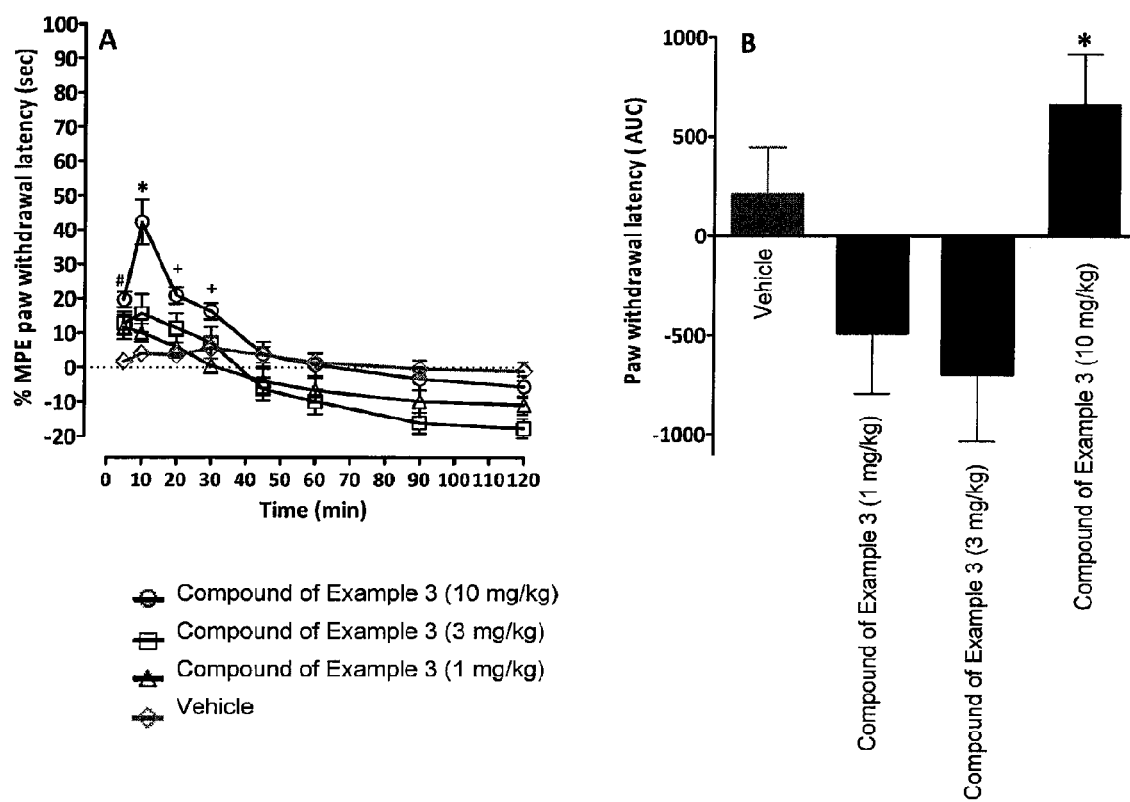 A
% MPE paw withdrawal latency (sec)
100
90
80
70
60
50
40
30
20
10
0
-10
-20
*
#
+
+
0 10 20 30 40 50 60 70 80 90 100 110 120
Time (min)
Compound of Example 3 (10 mg/kg)
Compound of Example 3 (3 mg/kg)
Compound of Example 3 (1 mg/kg)
Vehicle
B
Paw withdrawal latency ( AUC)
1000
500
0
-500
-1000
*
Vehicle
Compound of Example 3 (1 mg/kg)
Compound of Example 3 (3 mg/kg)
Compound of Example 3 (10 mg/kg)